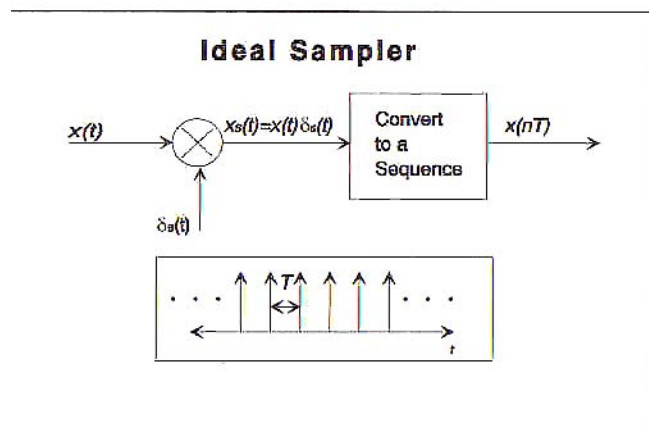 Ideal Sampler
x(t)
xs(t)=x(t)δs(t)
Convert
to a
Sequence
x(nT)
δs(t)
. . . T . . .
t